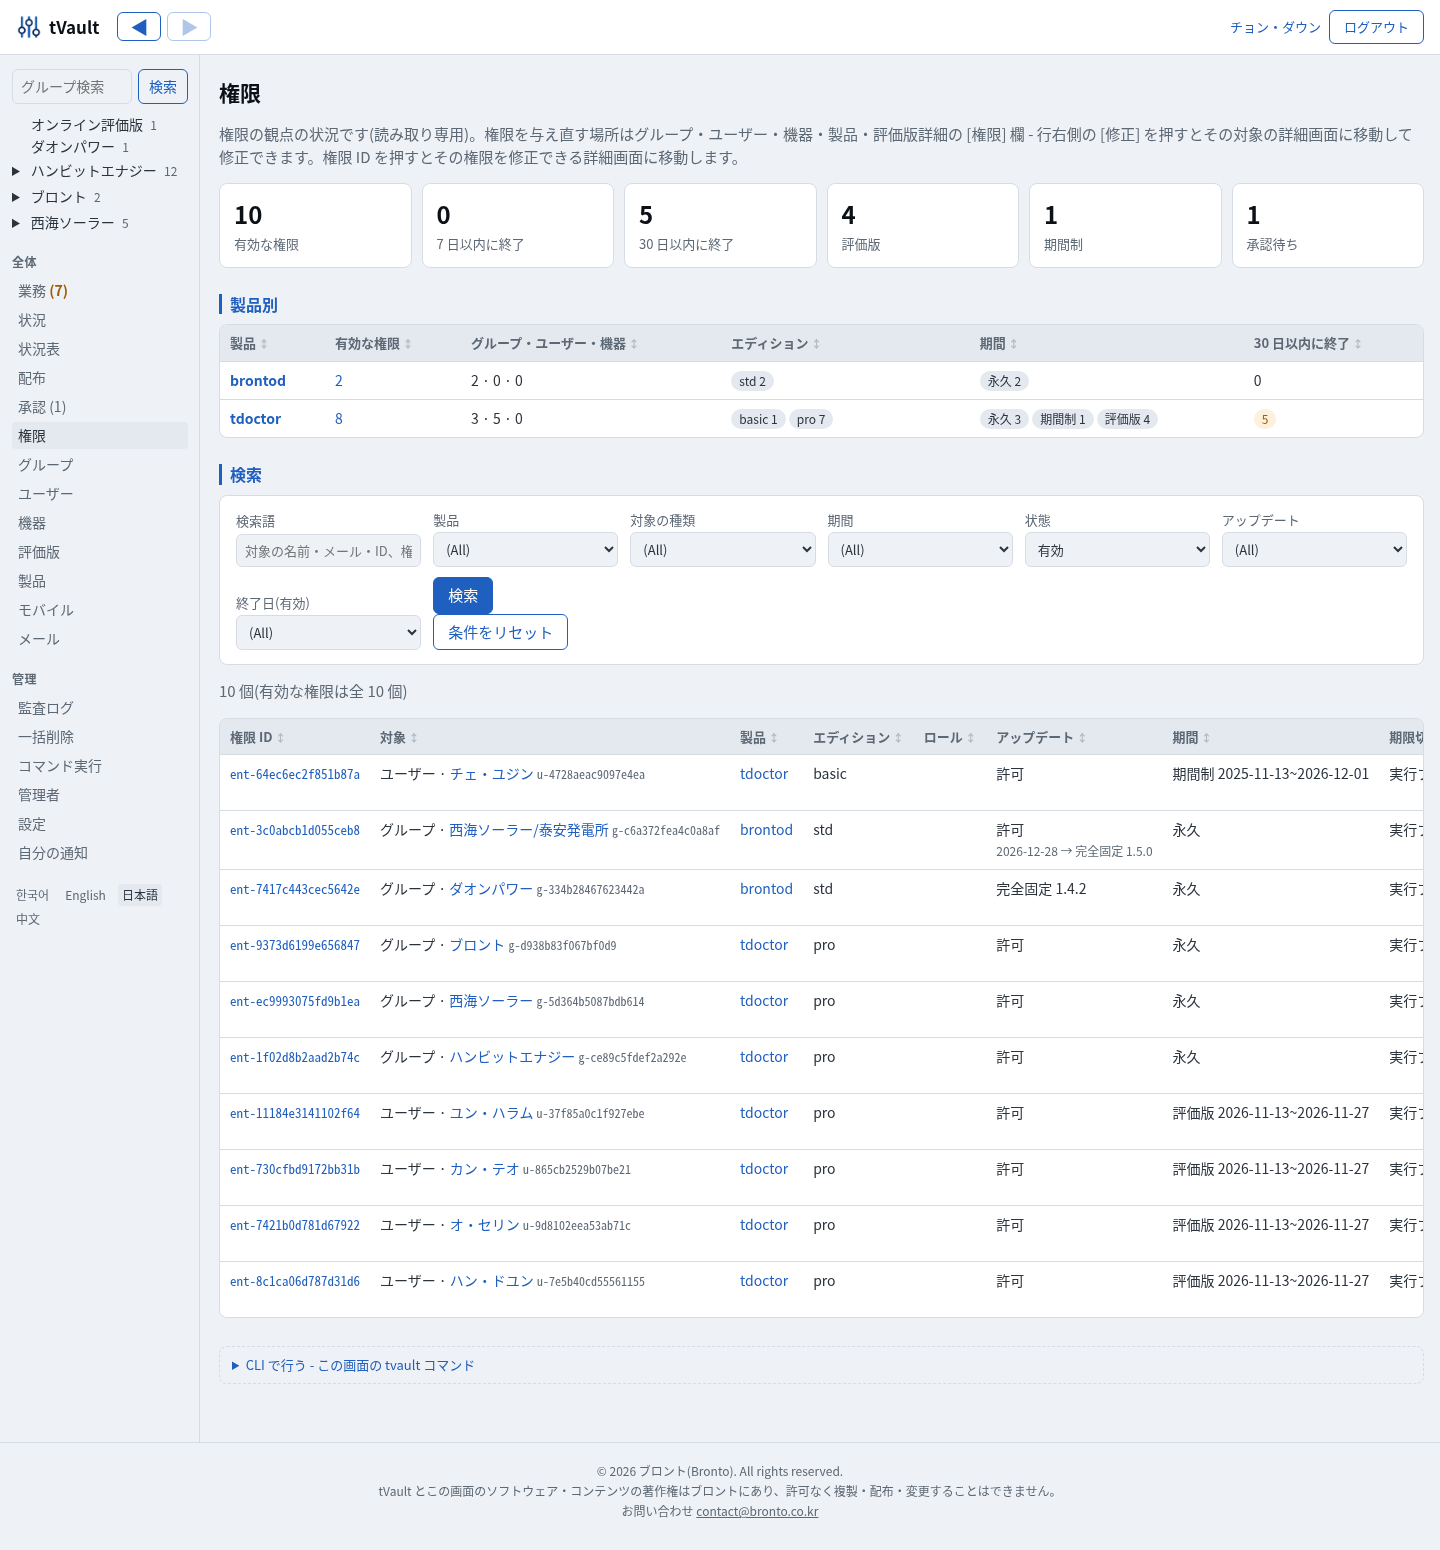 tVault ◀ ▶ チョン・ダウン ログアウト
グループ検索 検索
オンライン評価版 1
ダオンパワー 1
▶ ハンビットエナジー 12
▶ ブロント 2
▶ 西海ソーラー 5
全体
業務 (7)
状況
状況表
配布
承認 (1)
権限
グループ
ユーザー
機器
評価版
製品
モバイル
メール
管理
監査ログ
一括削除
コマンド実行
管理者
設定
自分の通知
한국어 English 日本語
中文
権限
権限の観点の状況です(読み取り専用)。権限を与え直す場所はグループ・ユーザー・機器・製品・評価版詳細の [権限] 欄 - 行右側の [修正] を押すとその対象の詳細画面に移動して
修正できます。権限 ID を押すとその権限を修正できる詳細画面に移動します。
10 0 5 4 1 1
有効な権限 7 日以内に終了 30 日以内に終了 評価版 期間制 承認待ち
製品別
製品 ↕ 有効な権限 ↕ グループ・ユーザー・機器 ↕ エディション ↕ 期間 ↕ 30 日以内に終了 ↕
brontod 2 2 · 0 · 0 std 2 永久 2 0
tdoctor 8 3 · 5 · 0 basic 1 pro 7 永久 3 期間制 1 評価版 4 5
検索
検索語 製品 対象の種類 期間 状態 アップデート
対象の名前・メール・ID、権 (All) (All) (All) 有効 (All)
終了日(有効) 検索
(All) 条件をリセット
10 個(有効な権限は全 10 個)
権限 ID ↕ 対象 ↕ 製品 ↕ エディション ↕ ロール ↕ アップデート ↕ 期間 ↕ 期限切
ent-64ec6ec2f851b87a ユーザー · チェ・ユジン u-4728aeac9097e4ea tdoctor basic 許可 期間制 2025-11-13~2026-12-01 実行
ent-3c0abcb1d055ceb8 グループ · 西海ソーラー/泰安発電所 g-c6a372fea4c0a8af brontod std 許可 永久 実行
2026-12-28 → 完全固定 1.5.0
ent-7417c443cec5642e グループ · ダオンパワー g-334b28467623442a brontod std 完全固定 1.4.2 永久 実行
ent-9373d6199e656847 グループ · ブロント g-d938b83f067bf0d9 tdoctor pro 許可 永久 実行
ent-ec9993075fd9b1ea グループ · 西海ソーラー g-5d364b5087bdb614 tdoctor pro 許可 永久 実行
ent-1f02d8b2aad2b74c グループ · ハンビットエナジー g-ce89c5fdef2a292e tdoctor pro 許可 永久 実行
ent-11184e3141102f64 ユーザー · ユン・ハラム u-37f85a0c1f927ebe tdoctor pro 許可 評価版 2026-11-13~2026-11-27 実行
ent-730cfbd9172bb31b ユーザー · カン・テオ u-865cb2529b07be21 tdoctor pro 許可 評価版 2026-11-13~2026-11-27 実行
ent-7421b0d781d67922 ユーザー · オ・セリン u-9d8102eea53ab71c tdoctor pro 許可 評価版 2026-11-13~2026-11-27 実行
ent-8c1ca06d787d31d6 ユーザー · ハン・ドユン u-7e5b40cd55561155 tdoctor pro 許可 評価版 2026-11-13~2026-11-27 実行
▶ CLI で行う - この画面の tvault コマンド
© 2026 ブロント(Bronto). All rights reserved.
tVault とこの画面のソフトウェア・コンテンツの著作権はブロントにあり、許可なく複製・配布・変更することはできません。
お問い合わせ contact@bronto.co.kr